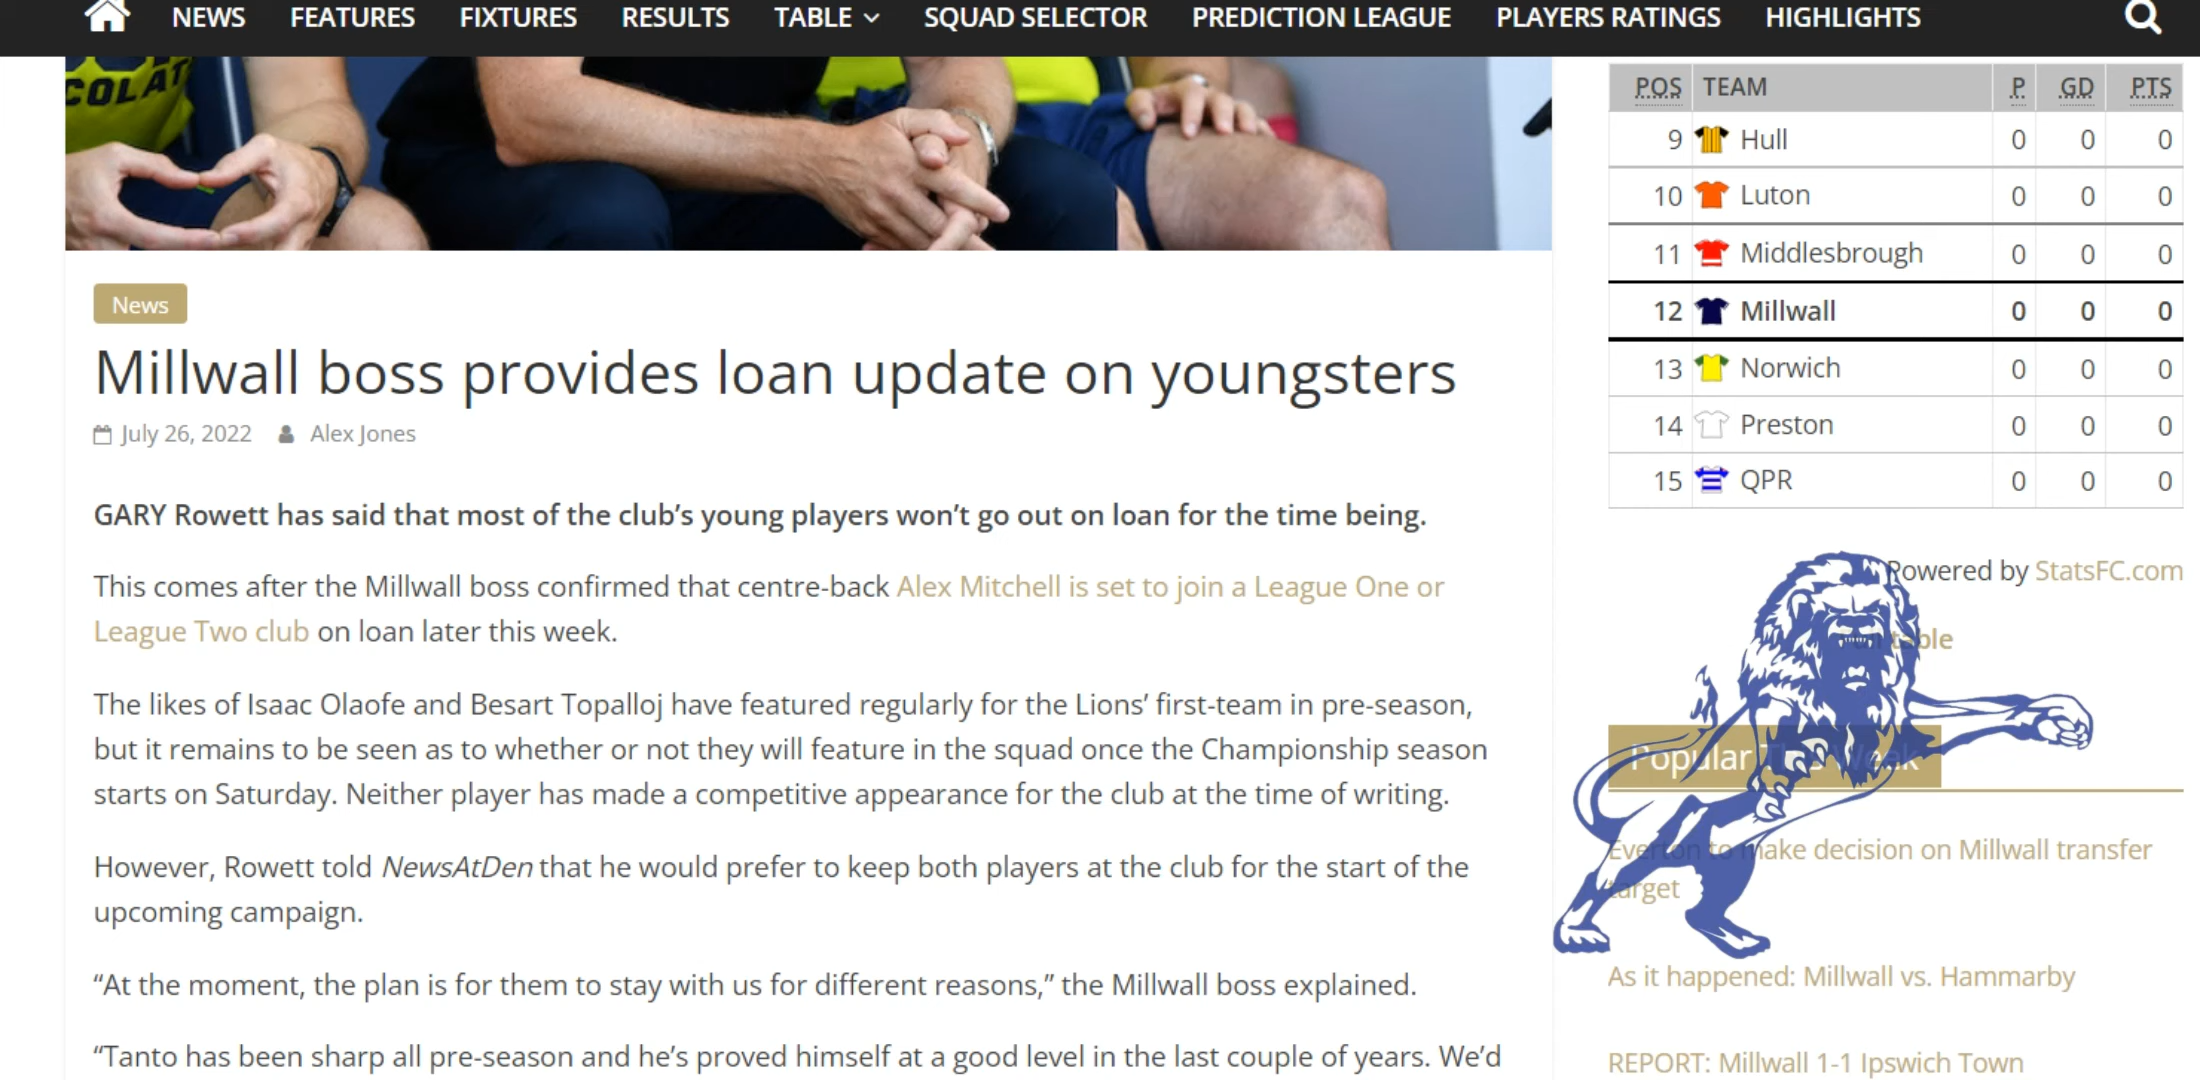 NEWS FEATURES FIXTURES RESULTS TABLE SQUAD SELECTOR PREDICTION LEAGUE PLAYERS RATINGS HIGHLIGHTS
COLAT
News
Millwall boss provides loan update on youngsters
July 26, 2022 Alex Jones
GARY Rowett has said that most of the club’s young players won’t go out on loan for the time being.
This comes after the Millwall boss confirmed that centre-back Alex Mitchell is set to join a League One or
League Two club on loan later this week.
The likes of Isaac Olaofe and Besart Topalloj have featured regularly for the Lions’ first-team in pre-season,
but it remains to be seen as to whether or not they will feature in the squad once the Championship season
starts on Saturday. Neither player has made a competitive appearance for the club at the time of writing.
However, Rowett told NewsAtDen that he would prefer to keep both players at the club for the start of the
upcoming campaign.
“At the moment, the plan is for them to stay with us for different reasons,” the Millwall boss explained.
“Tanto has been sharp all pre-season and he’s proved himself at a good level in the last couple of years. We’d
POS TEAM P GD PTS
9 Hull 0 0 0
10 Luton 0 0 0
11 Middlesbrough 0 0 0
12 Millwall 0 0 0
13 Norwich 0 0 0
14 Preston 0 0 0
15 QPR 0 0 0
Powered by StatsFC.com
table
Popular This Week
Everton to make decision on Millwall transfer
target
As it happened: Millwall vs. Hammarby
REPORT: Millwall 1-1 Ipswich Town